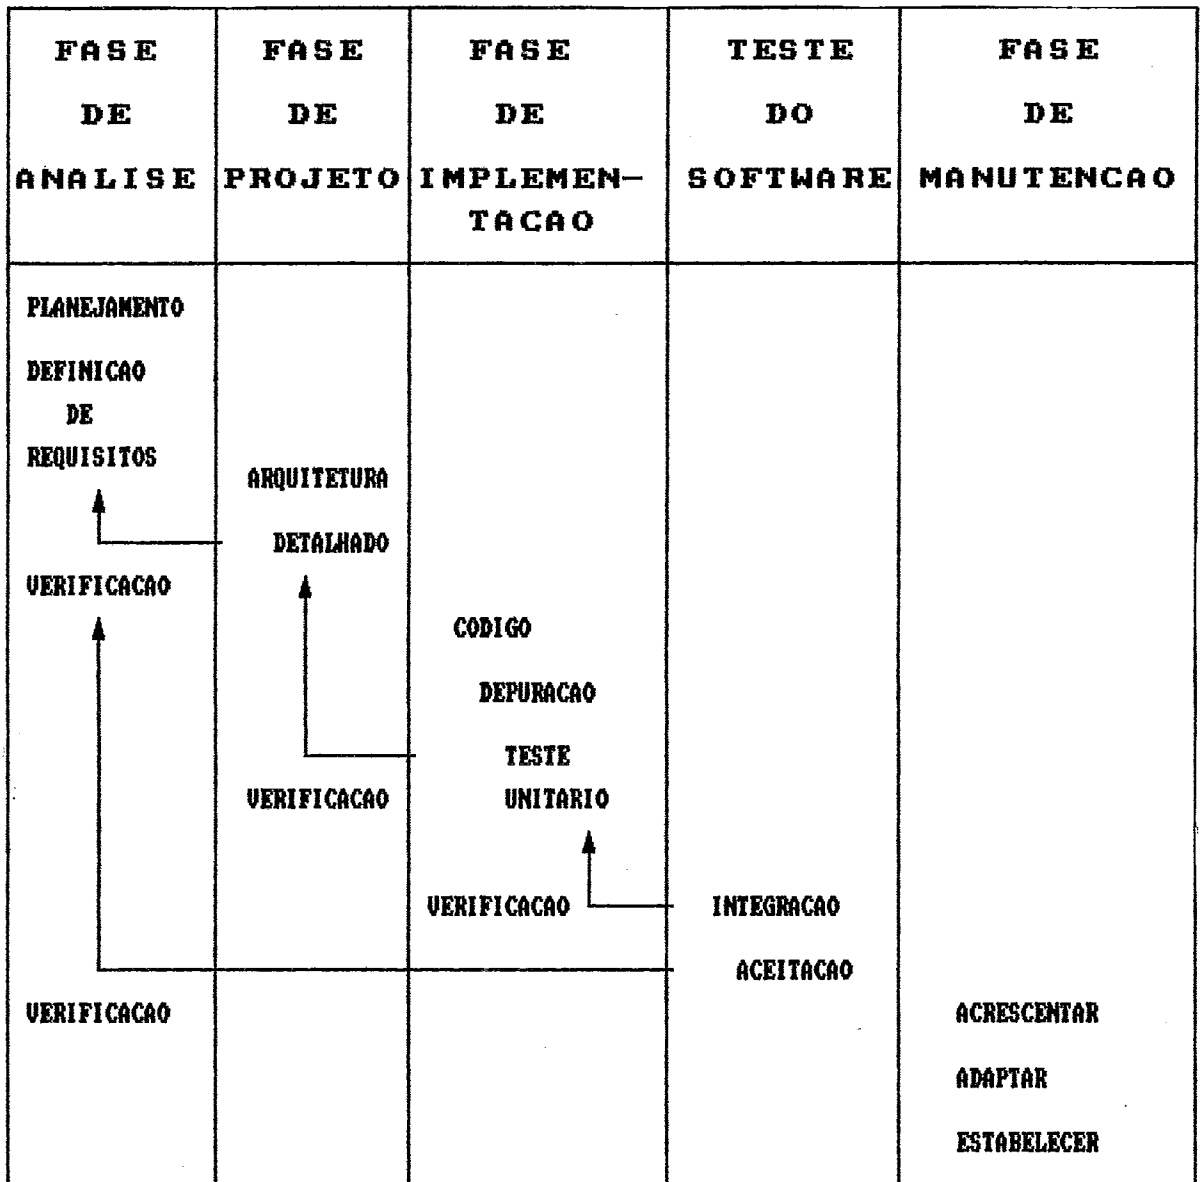 FASE
DE
ANALISE
FASE
DE
PROJETO
FASE
DE
IMPLEMEN-
TACAO
TESTE
DO
SOFTWARE
FASE
DE
MANUTENCAO
PLANEJAMENTO
DEFINICAO
DE
REQUISITOS
VERIFICACAO
VERIFICACAO
ARQUITETURA
DETALHADO
VERIFICACAO
CODIGO
DEPURACAO
TESTE
UNITARIO
VERIFICACAO
INTEGRACAO
ACEITACAO
ACRESCENTAR
ADAPTAR
ESTABELECER